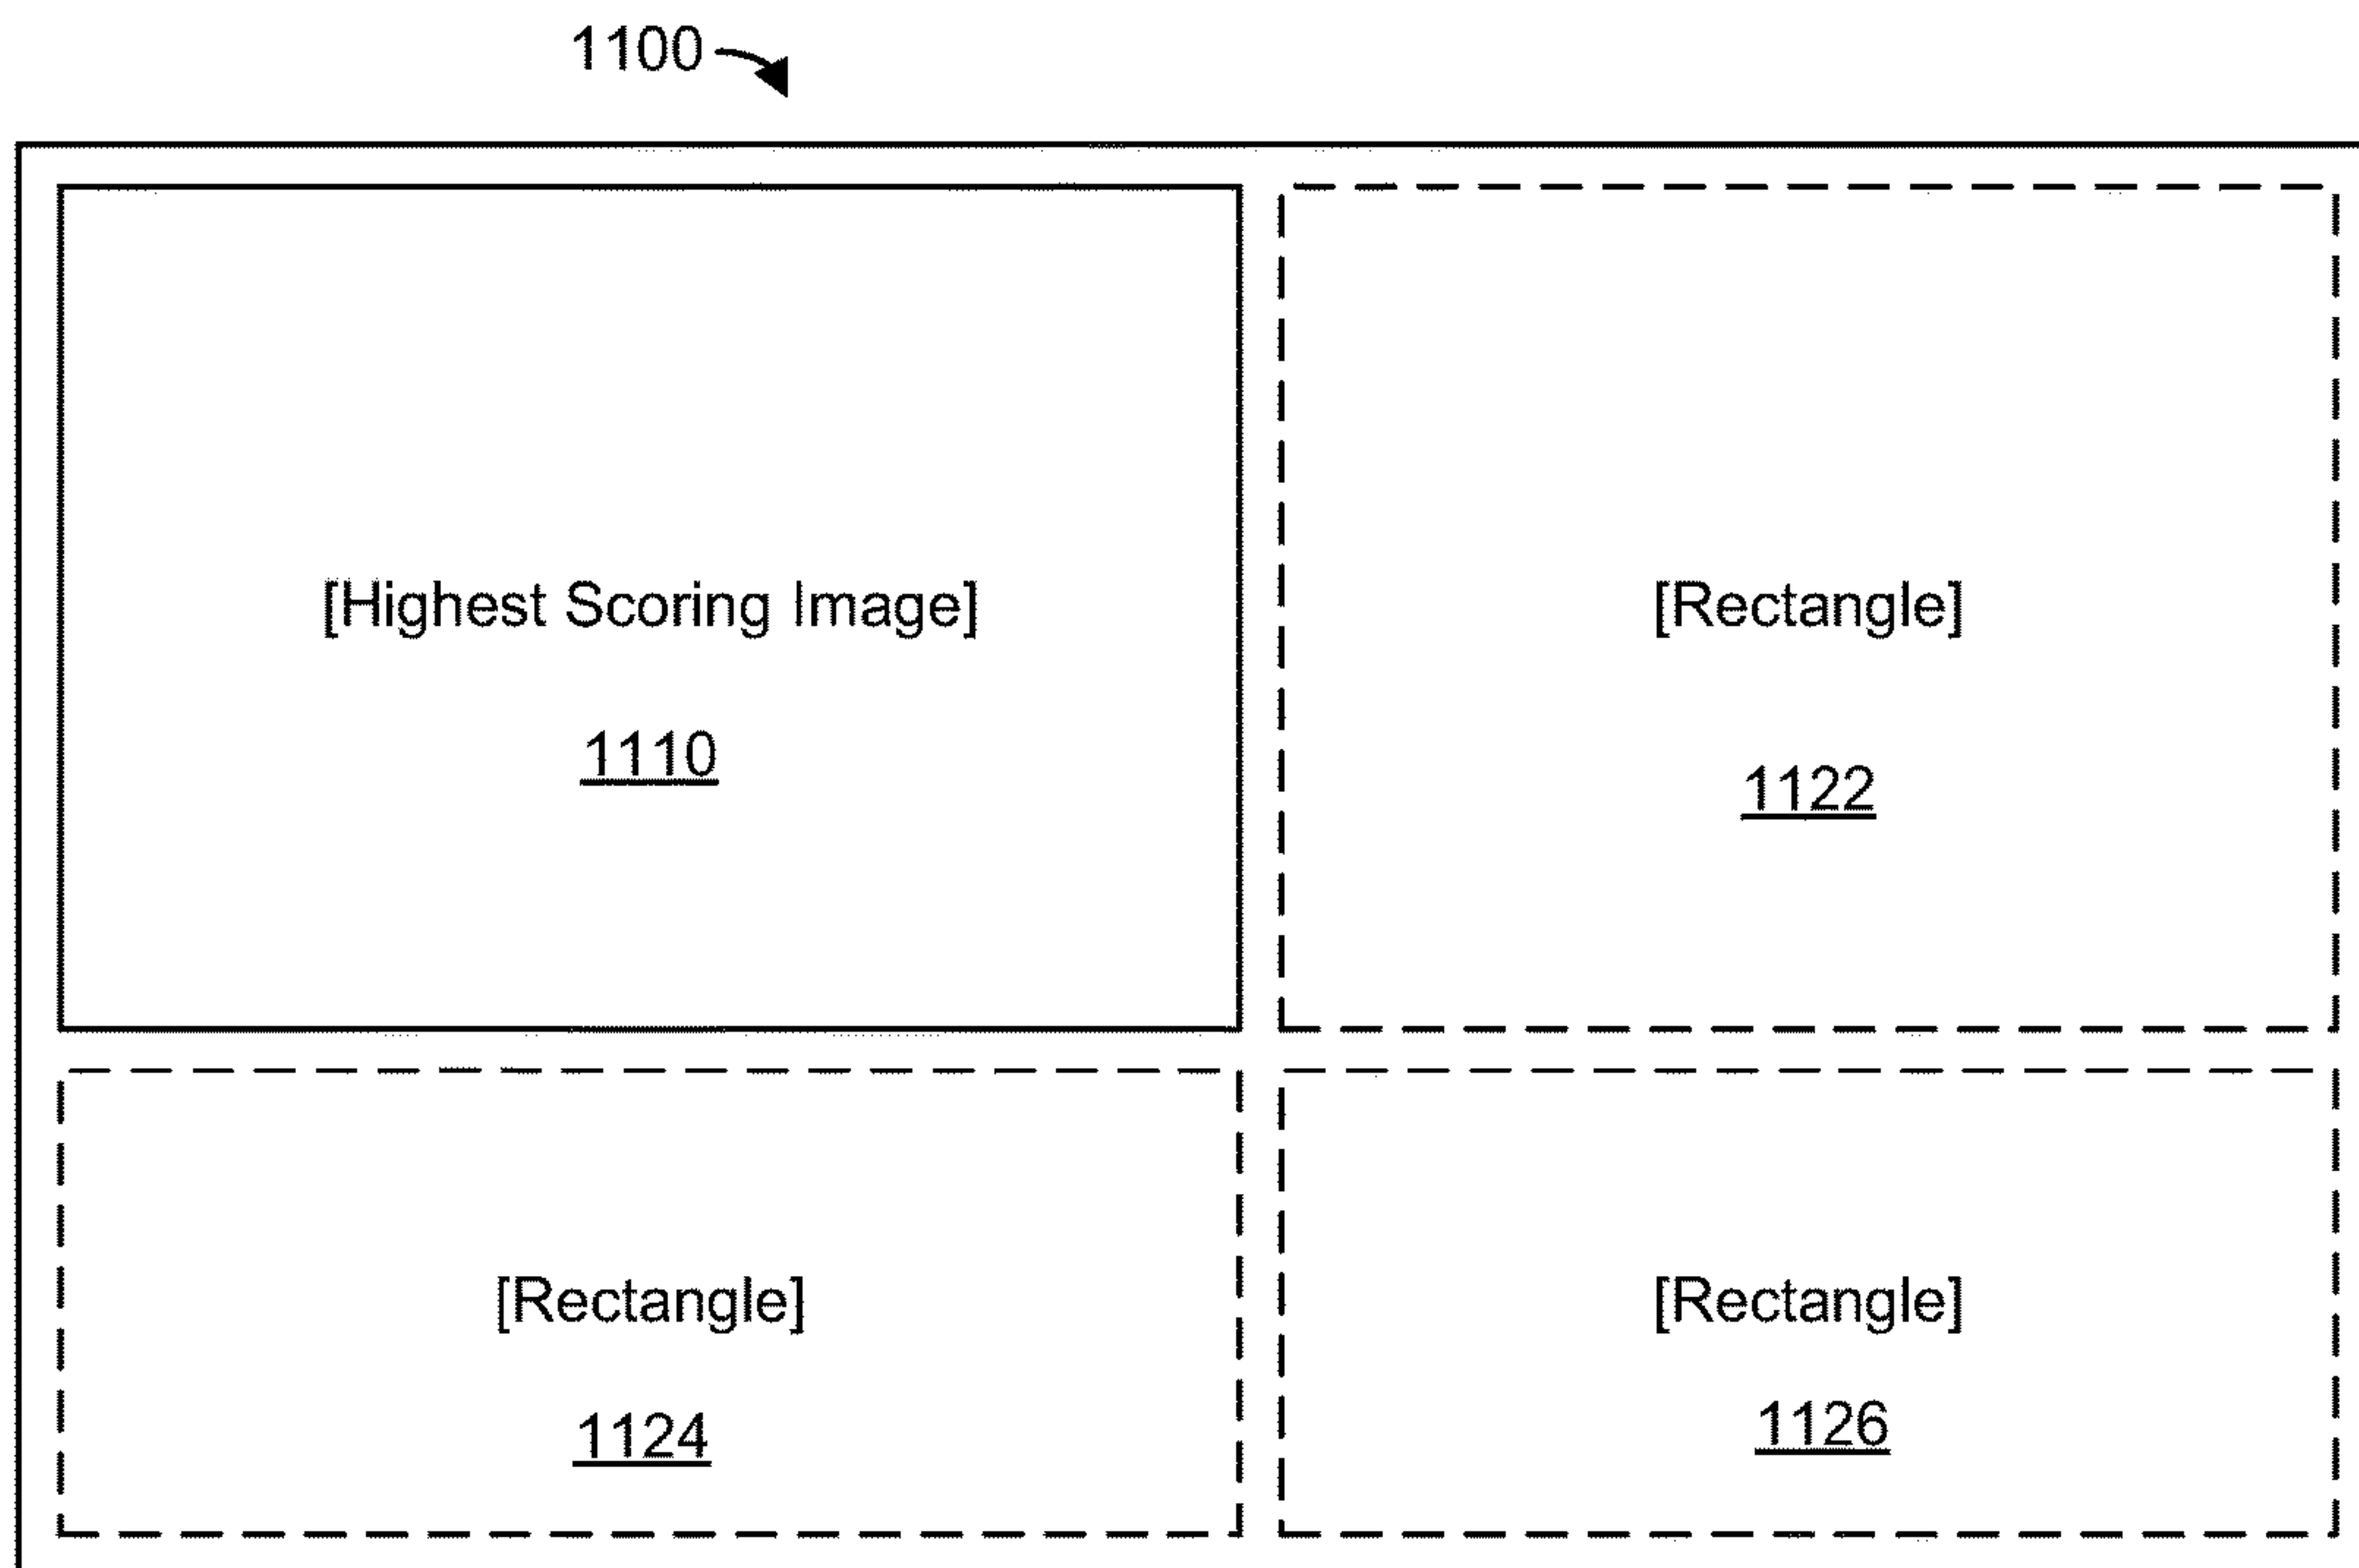 1100
[Highest Scoring Image]
1110
[Rectangle]
1122
[Rectangle]
1124
[Rectangle]
1126